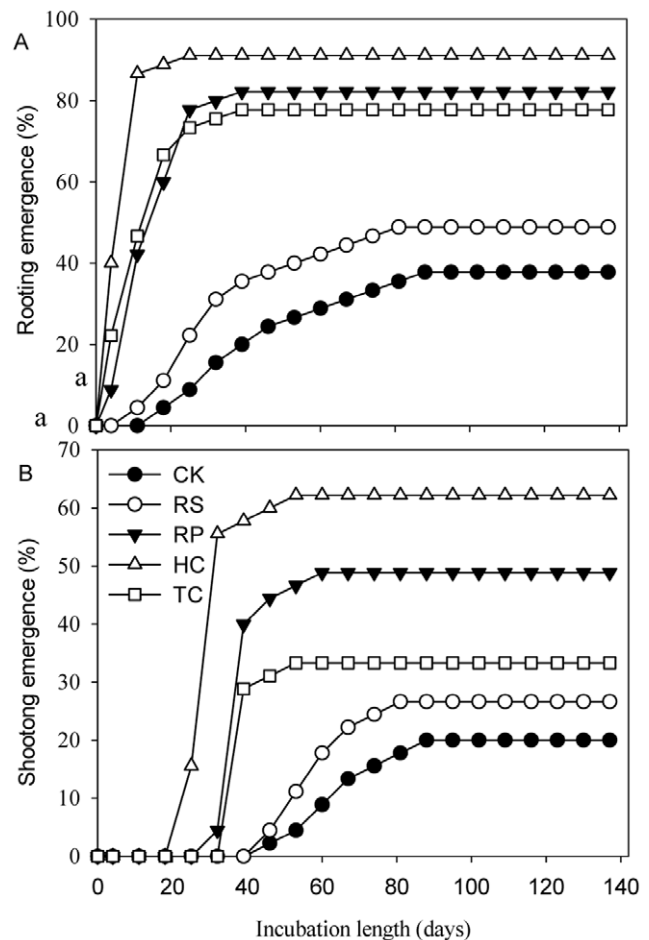 A
Rooting emergence (%)
100
80
60
40
20
0
a
a
B
Shootong emergence (%)
70
60
50
40
30
20
10
0
CK
RS
RP
HC
TC
0 20 40 60 80 100 120 140
Incubation length (days)